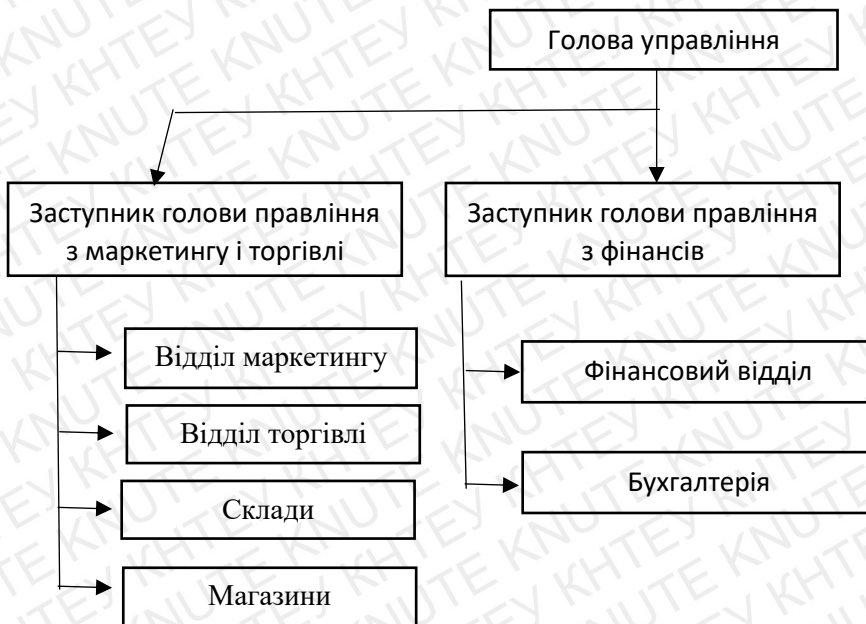 Голова управління
Заступник голови правління
з маркетингу і торгівлі
Заступник голови правління
з фінансів
Відділ маркетингу
Відділ торгівлі
Склади
Магазини
Фінансовий відділ
Бухгалтерія